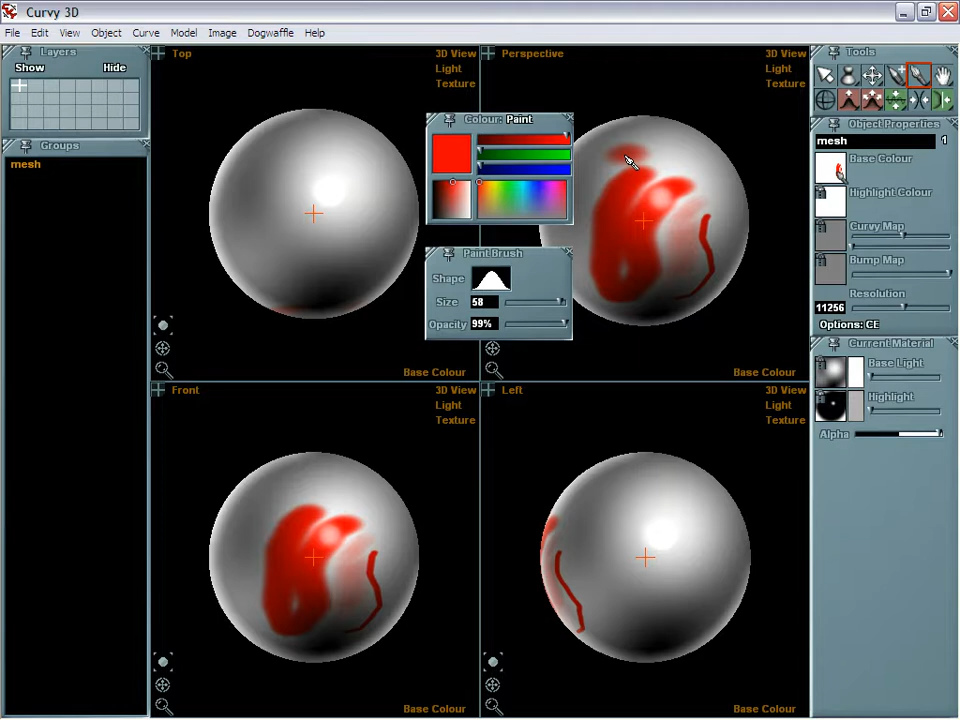 Curvy 3D
File Edit View Object Curve Model Image Dogwaffle Help
Layers
Show Hide
Groups
mesh
Top
3D View
Light
Texture
Base Colour
Perspective
3D View
Light
Texture
Base Colour
Colour: Paint
Paint Brush
Shape
Size 58
Opacity 99%
Front
3D View
Light
Texture
Base Colour
Left
3D View
Light
Texture
Base Colour
Tools
Object Properties
mesh 1
Base Colour
Highlight Colour
Curvy Map
Bump Map
Resolution
11256
Options: CE
Current Material
Base Light
Highlight
Alpha